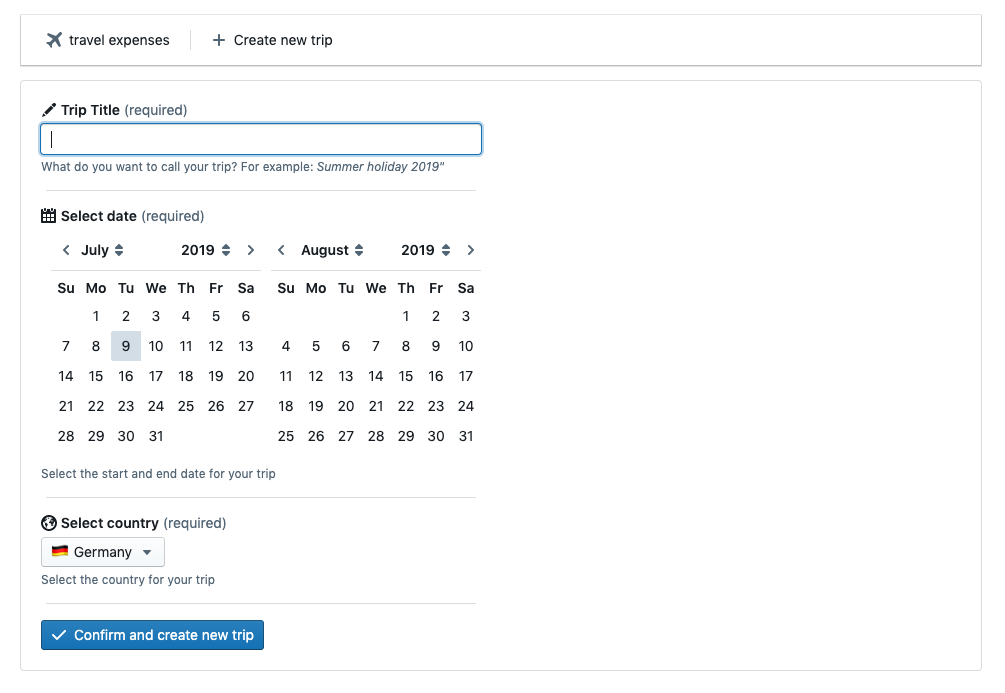 travel expenses Create new trip
Trip Title (required)
What do you want to call your trip? For example: Summer holiday 2019"
Select date (required)
July 2019 August 2019
Su Mo Tu We Th Fr Sa Su Mo Tu We Th Fr Sa
1 2 3 4 5 6 1 2 3
7 8 9 10 11 12 13 4 5 6 7 8 9 10
14 15 16 17 18 19 20 11 12 13 14 15 16 17
21 22 23 24 25 26 27 18 19 20 21 22 23 24
28 29 30 31 25 26 27 28 29 30 31
Select the start and end date for your trip
Select country (required)
Germany
Select the country for your trip
Confirm and create new trip